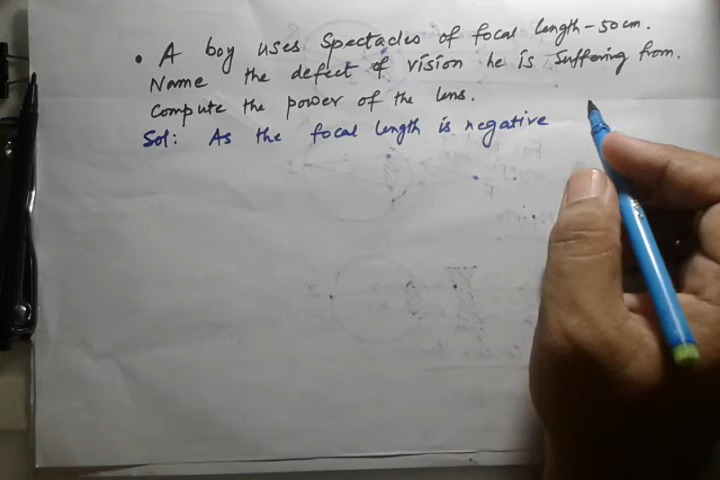 • A boy uses Spectacles of focal length -50 cm.
Name the defect of vision he is Suffering from.
Compute the power of the lens.
Sol: As the focal length is negative